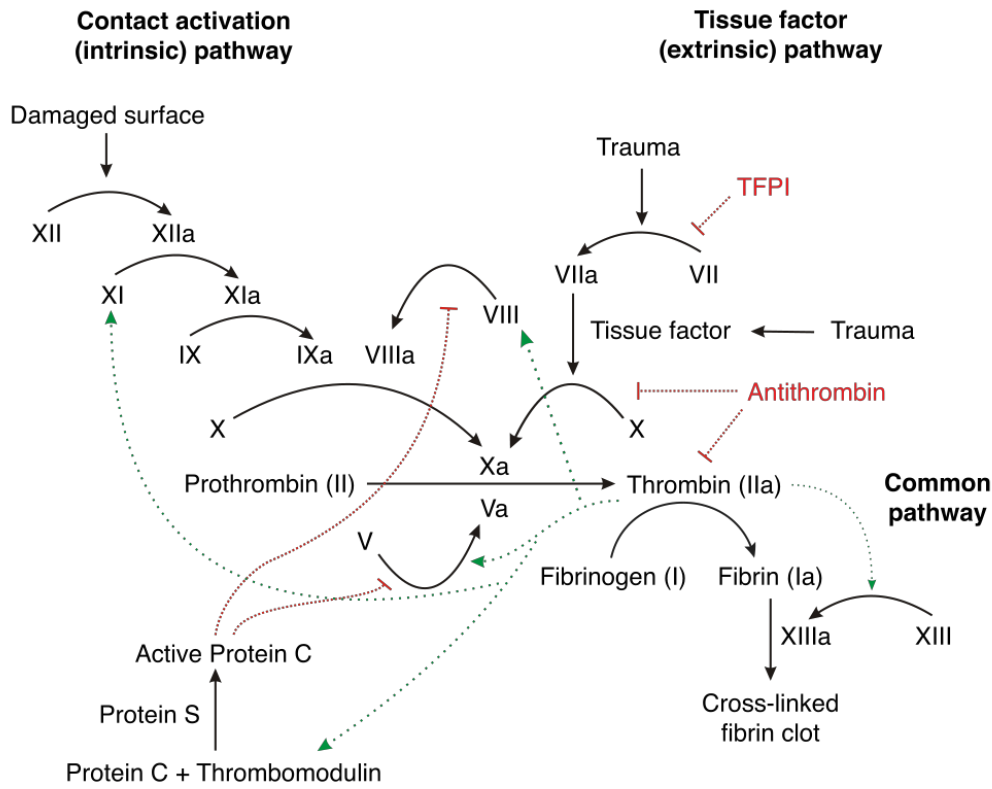 Contact activation
(intrinsic) pathway
Tissue factor
(extrinsic) pathway
Damaged surface
Trauma
TFPI
XII
XIIa
VIIa
VII
XI
XIa
VIII
Tissue factor
Trauma
IX
IXa
VIIIa
Antithrombin
X
X
Xa
Prothrombin (II)
Thrombin (IIa)
Common
pathway
Va
V
Fibrinogen (I)
Fibrin (Ia)
XIIIa
XIII
Active Protein C
Protein S
Cross-linked
fibrin clot
Protein C + Thrombomodulin